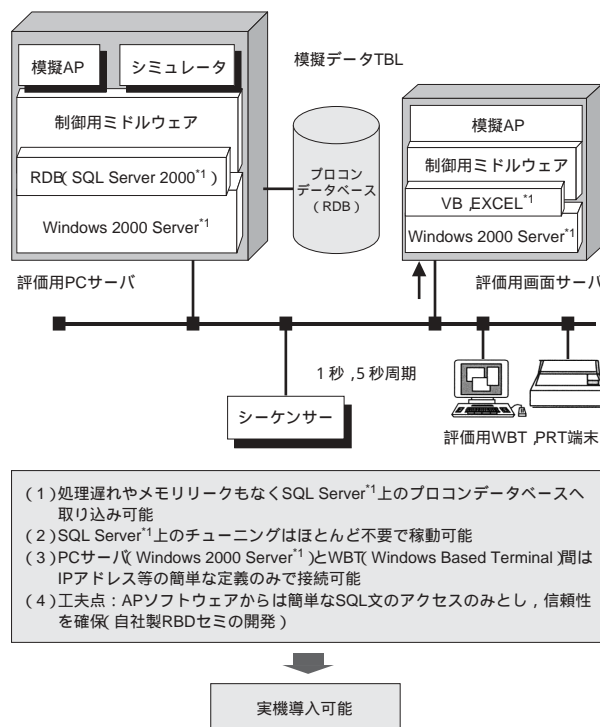 模擬AP
シミュレータ
制御用ミドルウェア
RDB(SQL Server 2000*1)
Windows 2000 Server*1
評価用PCサーバ
模擬データTBL
プロコン
データベース
(RDB)
模擬AP
制御用ミドルウェア
VB,EXCEL*1
Windows 2000 Server*1
評価用画面サーバ
1秒,5秒周期
シーケンサー
評価用WBT,PRT端末
(1)処理遅れやメモリリークもなくSQL Server*1上のプロコンデータベースへ
取り込み可能
(2)SQL Server*1上のチューニングはほとんど不要で稼動可能
(3)PCサーバ(Windows 2000 Server*1)とWBT(Windows Based Terminal)間は
IPアドレス等の簡単な定義のみで接続可能
(4)工夫点:APソフトウェアからは簡単なSQL文のアクセスのみとし,信頼性
を確保(自社製RBDセミの開発)
実機導入可能